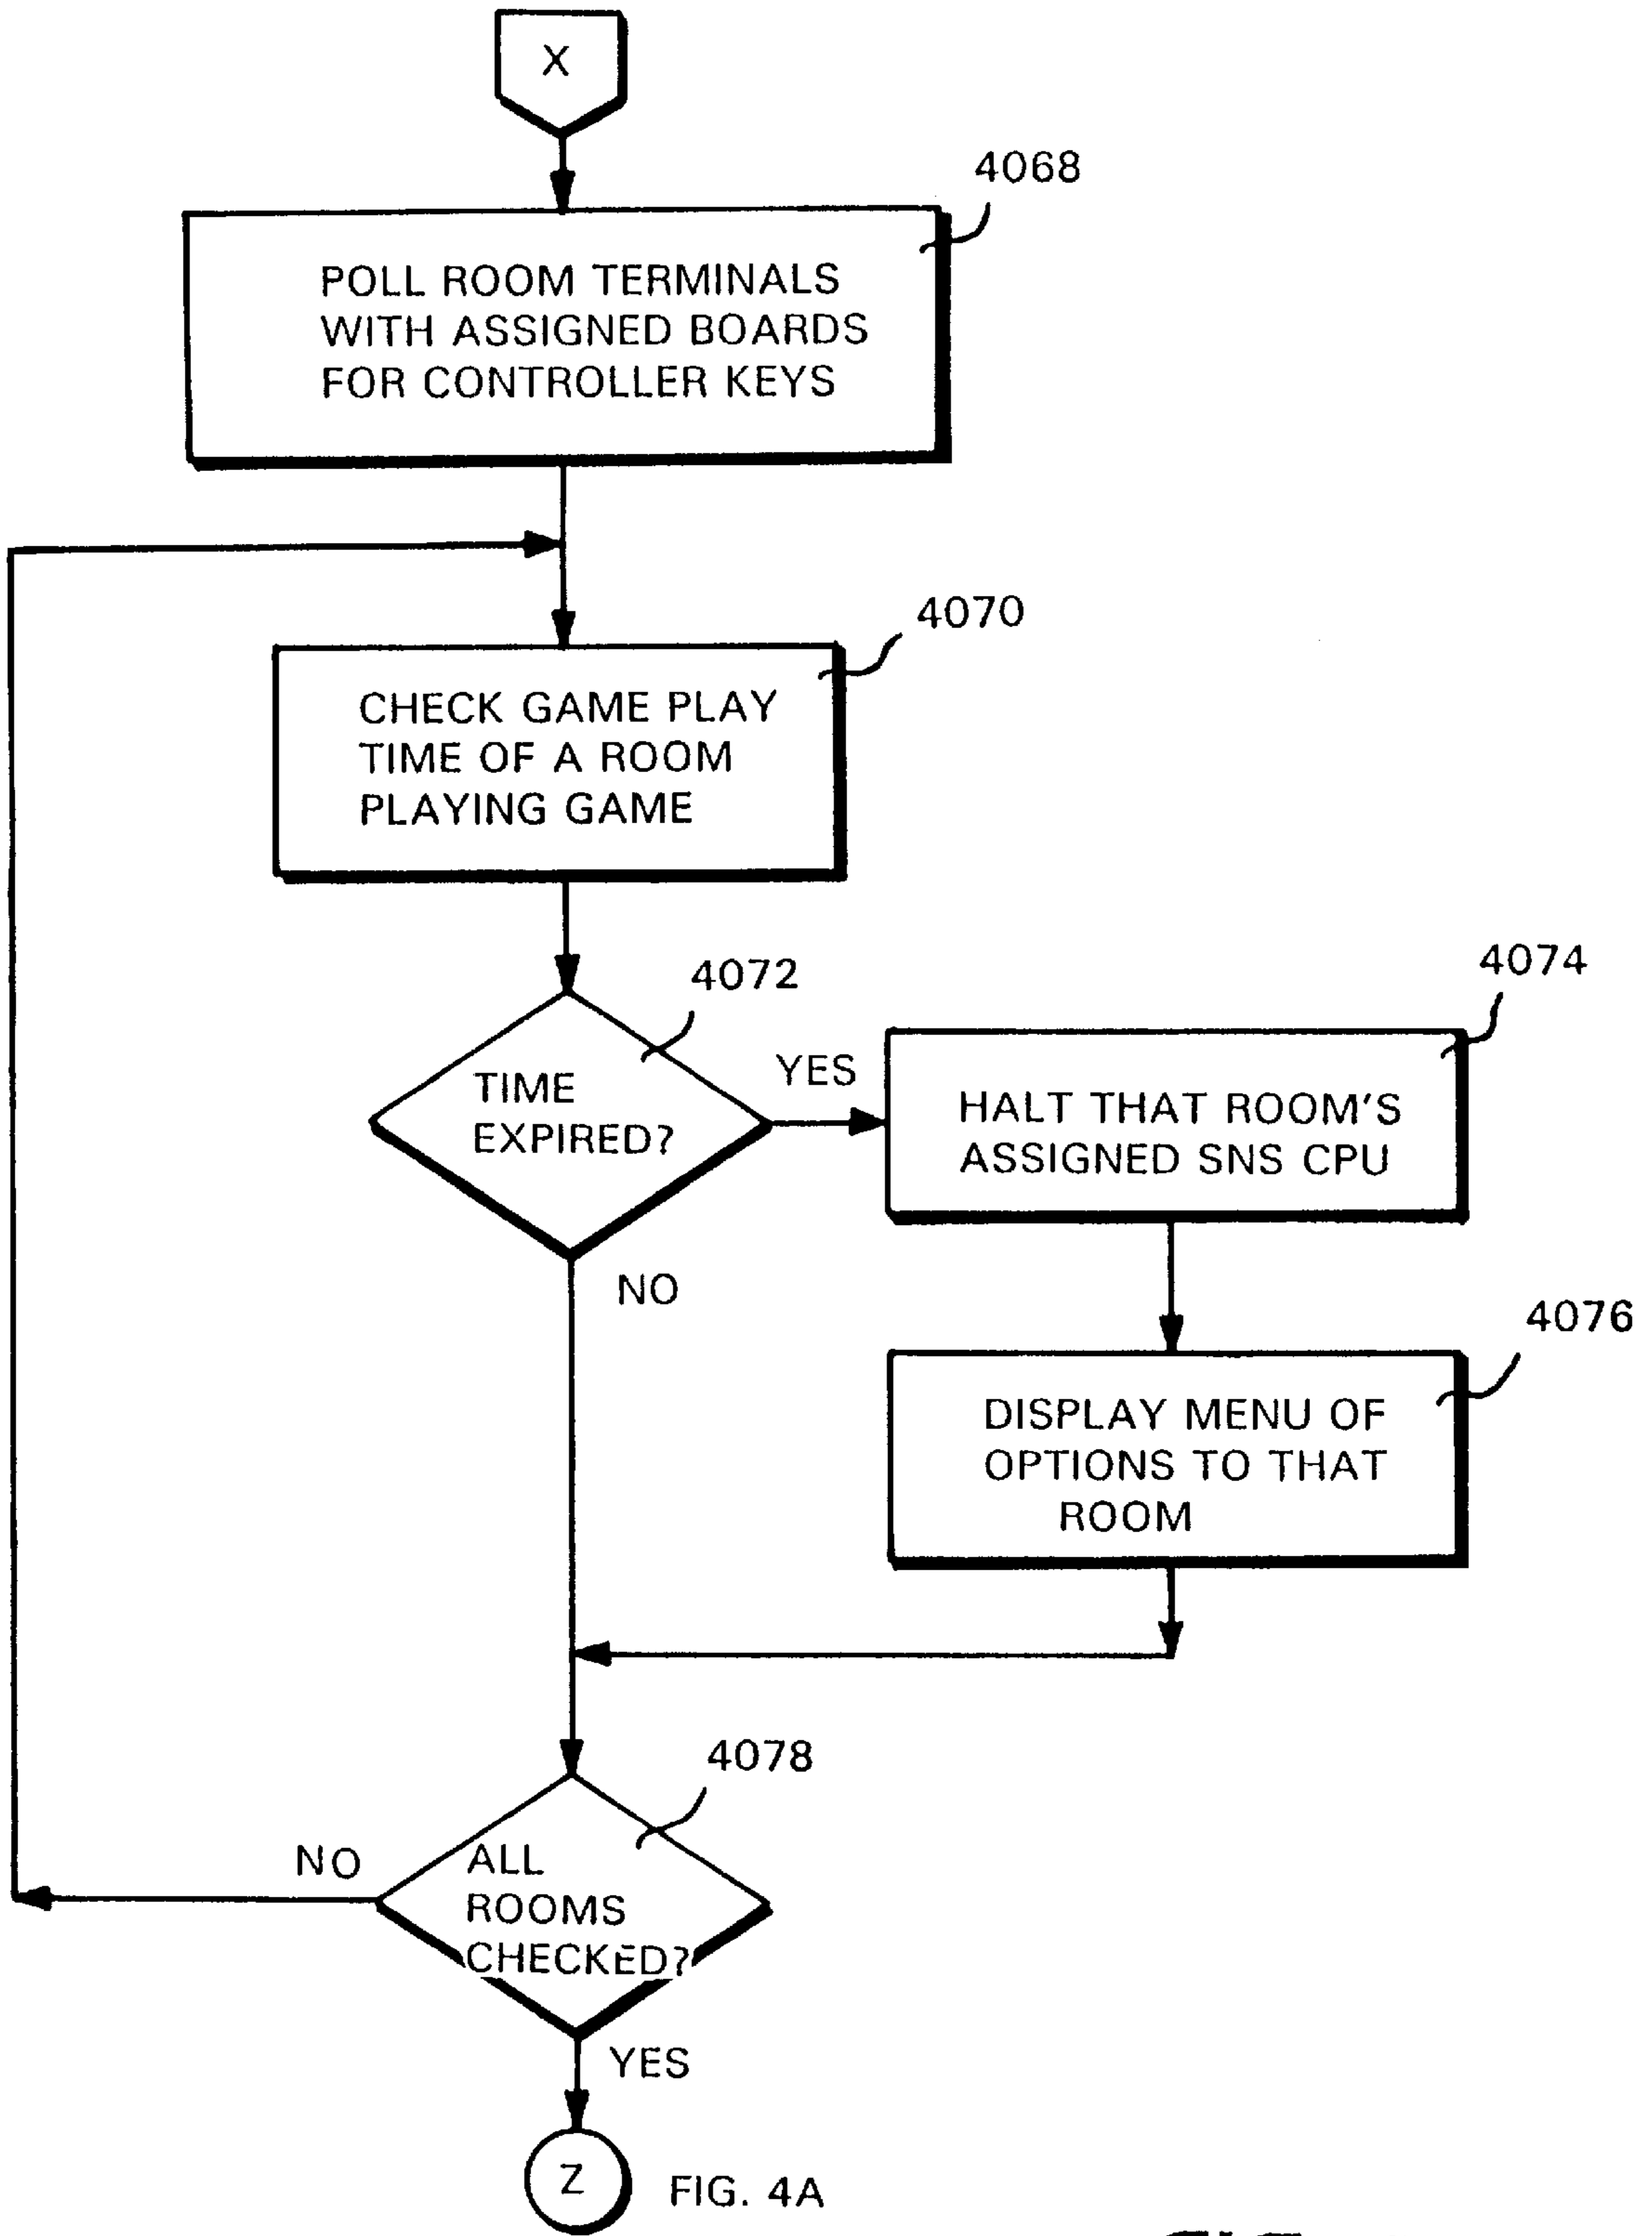 X
4068
POLL ROOM TERMINALS
WITH ASSIGNED BOARDS
FOR CONTROLLER KEYS
4070
CHECK GAME PLAY
TIME OF A ROOM
PLAYING GAME
4072
TIME
EXPIRED?
YES
NO
4074
HALT THAT ROOM'S
ASSIGNED SNS CPU
4076
DISPLAY MENU OF
OPTIONS TO THAT
ROOM
4078
ALL
ROOMS
CHECKED?
NO
YES
Z
FIG. 4A